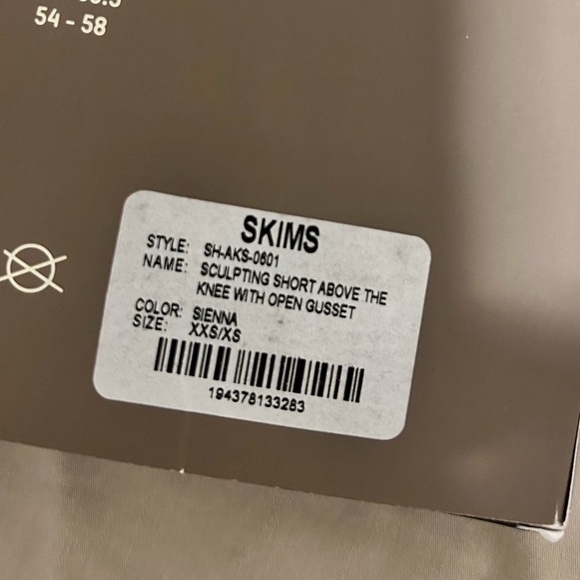 54 - 58
SKIMS
STYLE: SH-AKS-0601
NAME: SCULPTING SHORT ABOVE THE
KNEE WITH OPEN GUSSET
COLOR: SIENNA
SIZE: XXS/XS
194378133283